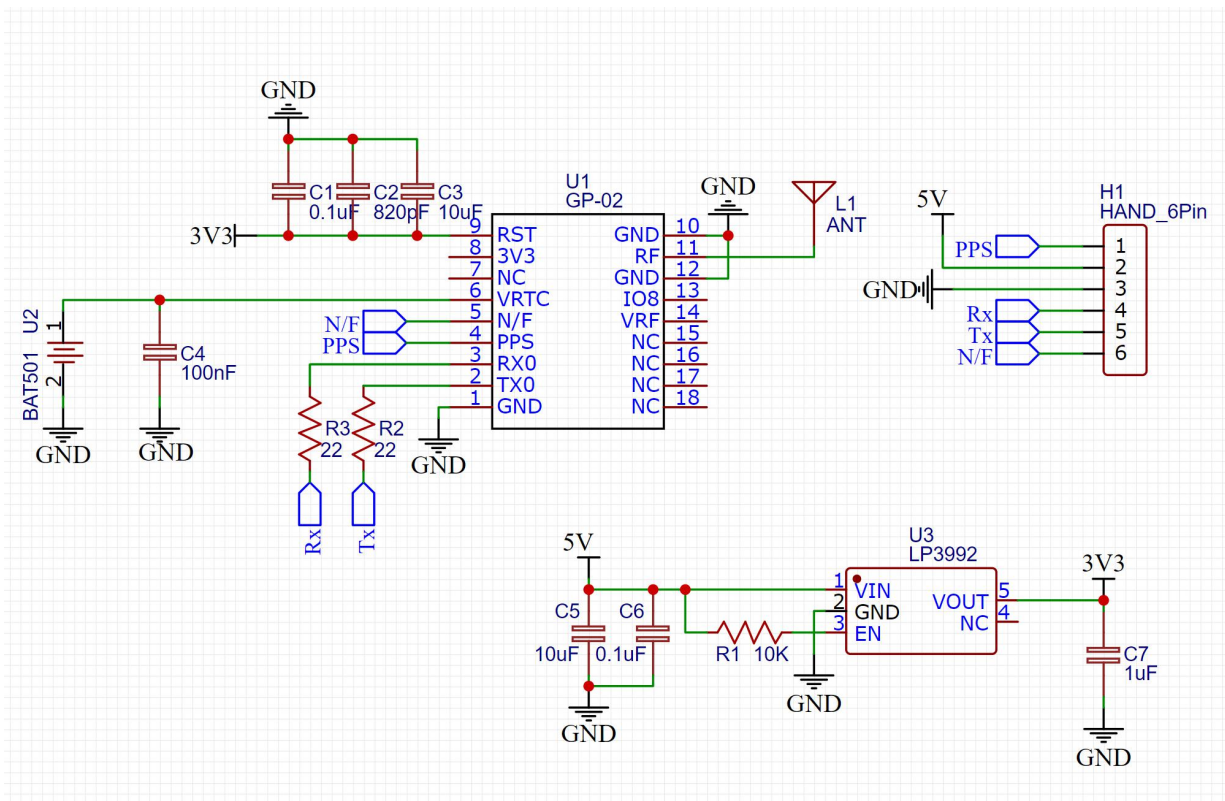 GND
C1
0.1uF
C2
820pF
C3
10uF
3V3
U1
GP-02
9 RST
8 3V3
7 NC
6 VRTC
5 N/F
4 PPS
3 RX0
2 TX0
1 GND
GND 10
RF 11
GND 12
IO8 13
VRF 14
NC 15
NC 16
NC 17
NC 18
GND
L1
ANT
5V
H1
HAND_6Pin
PPS
GND
Rx
Tx
N/F
1
2
3
4
5
6
BAT501 U2
1
2
GND
C4
100nF
GND
N/F
PPS
R3
22
R2
22
GND
Rx
Tx
5V
C5
10uF
C6
0.1uF
GND
R1 10K
U3
LP3992
1 VIN
2 GND
3 EN
VOUT 5
NC 4
GND
3V3
C7
1uF
GND